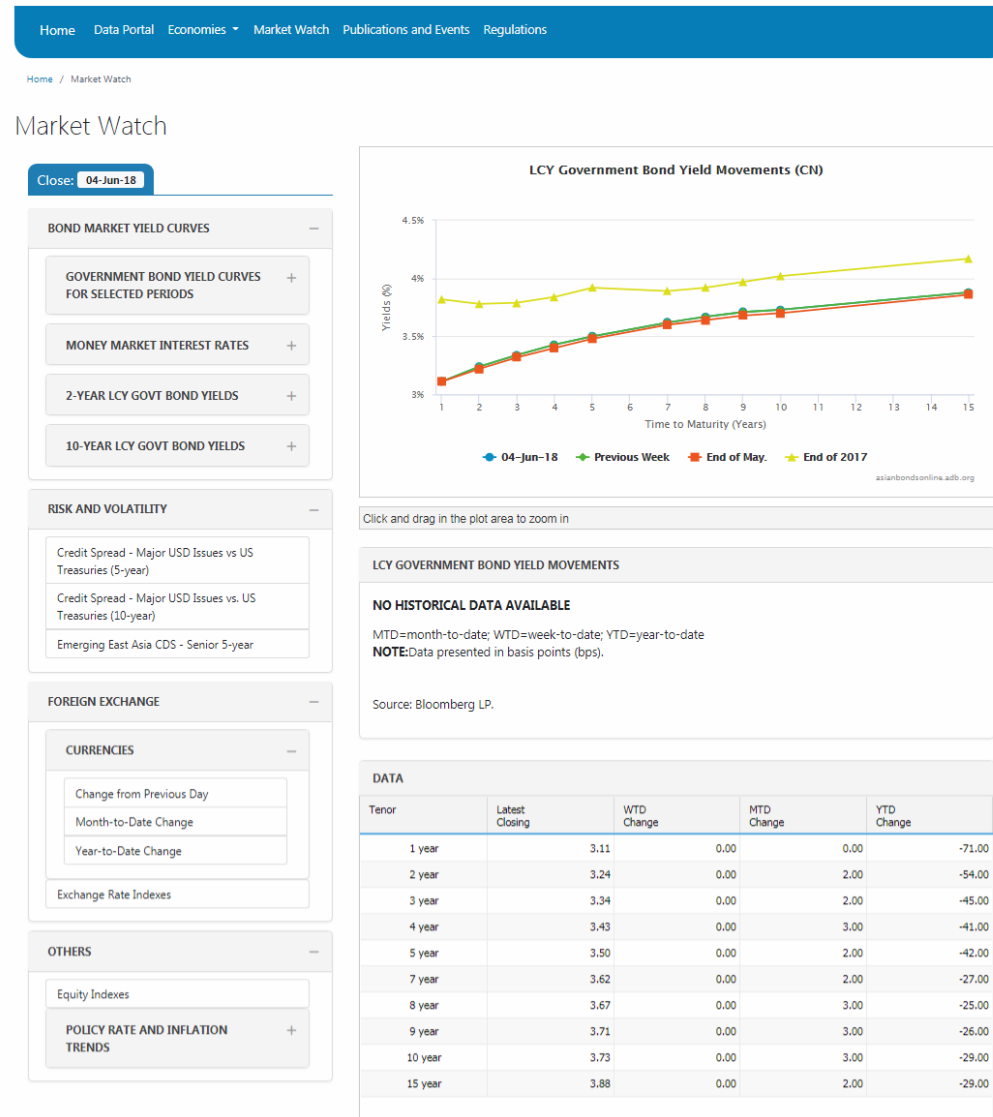 Home Data Portal Economies Market Watch Publications and Events Regulations
Home / Market Watch
Market Watch
Close: 04-Jun-18
BOND MARKET YIELD CURVES
GOVERNMENT BOND YIELD CURVES
FOR SELECTED PERIODS
MONEY MARKET INTEREST RATES
2-YEAR LCY GOVT BOND YIELDS
10-YEAR LCY GOVT BOND YIELDS
RISK AND VOLATILITY
Credit Spread - Major USD Issues vs US
Treasuries (5-year)
Credit Spread - Major USD Issues vs. US
Treasuries (10-year)
Emerging East Asia CDS - Senior 5-year
FOREIGN EXCHANGE
CURRENCIES
Change from Previous Day
Month-to-Date Change
Year-to-Date Change
Exchange Rate Indexes
OTHERS
Equity Indexes
POLICY RATE AND INFLATION
TRENDS
LCY Government Bond Yield Movements (CN)
Yields (%)
4.5%
4%
3.5%
3%
1 2 3 4 5 6 7 8 9 10 11 12 13 14 15
Time to Maturity (Years)
04-Jun-18 Previous Week End of May. End of 2017
asianbondsonline.adb.org
Click and drag in the plot area to zoom in
LCY GOVERNMENT BOND YIELD MOVEMENTS
NO HISTORICAL DATA AVAILABLE
MTD=month-to-date; WTD=week-to-date; YTD=year-to-date
NOTE:Data presented in basis points (bps).
Source: Bloomberg LP.
DATA
Tenor Latest Closing WTD Change MTD Change YTD Change
1 year 3.11 0.00 0.00 -71.00
2 year 3.24 0.00 2.00 -54.00
3 year 3.34 0.00 2.00 -45.00
4 year 3.43 0.00 3.00 -41.00
5 year 3.50 0.00 2.00 -42.00
7 year 3.62 0.00 2.00 -27.00
8 year 3.67 0.00 3.00 -25.00
9 year 3.71 0.00 3.00 -26.00
10 year 3.73 0.00 3.00 -29.00
15 year 3.88 0.00 2.00 -29.00